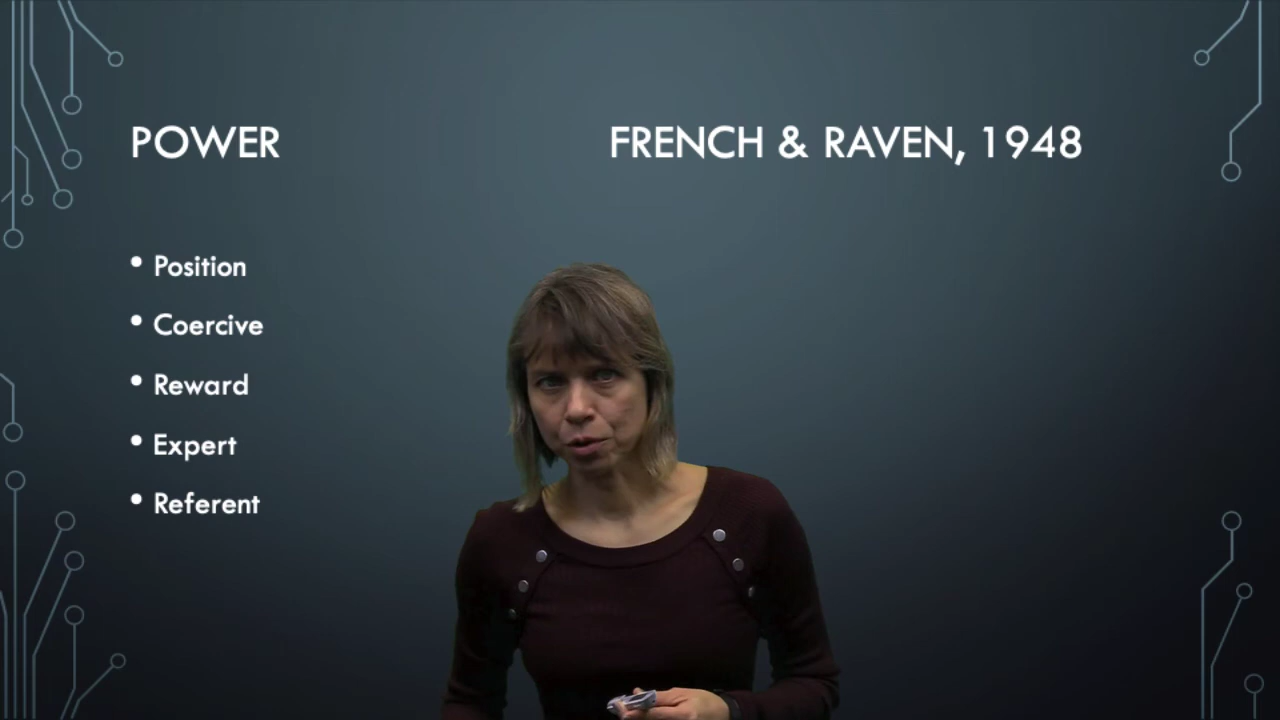 POWER
FRENCH & RAVEN, 1948
• Position
• Coercive
• Reward
• Expert
• Referent